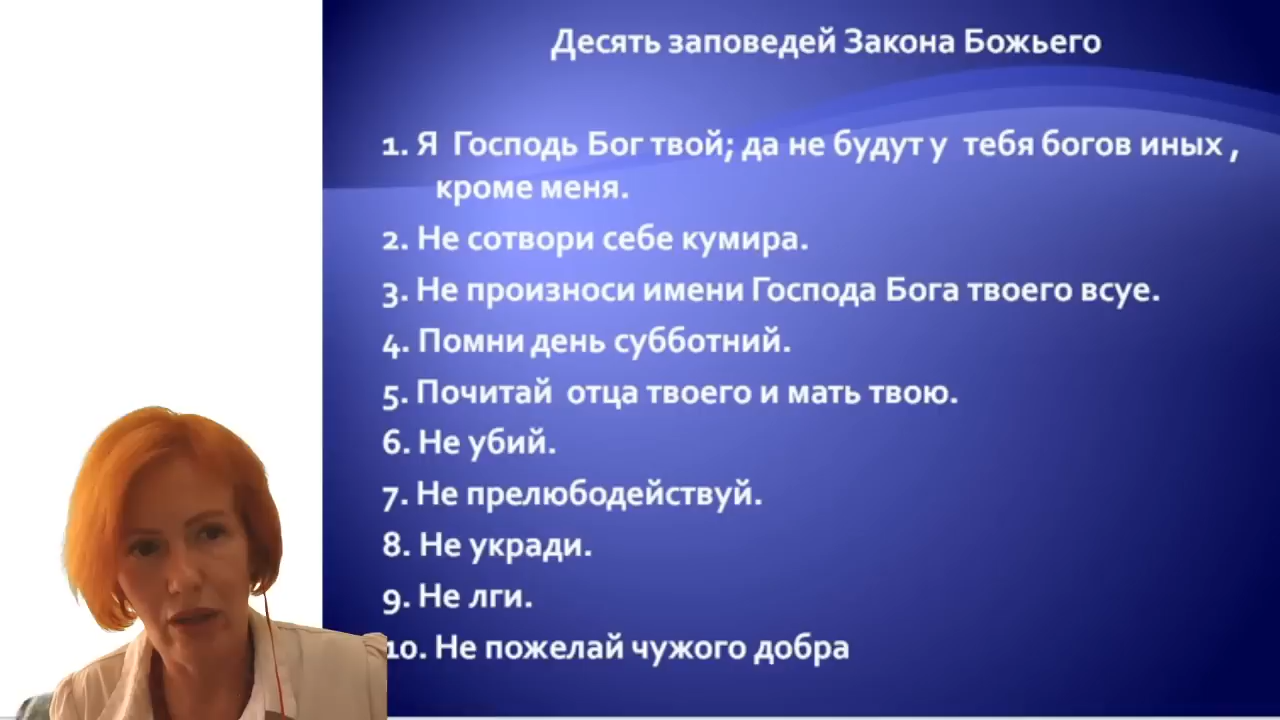 Десять заповедей Закона Божьего
1. Я Господь Бог твой; да не будут у тебя богов иных ,
кроме меня.
2. Не сотвори себе кумира.
3. Не произноси имени Господа Бога твоего всуе.
4. Помни день субботний.
5. Почитай отца твоего и мать твою.
6. Не убий.
7. Не прелюбодействуй.
8. Не укради.
9. Не лги.
10. Не пожелай чужого добра